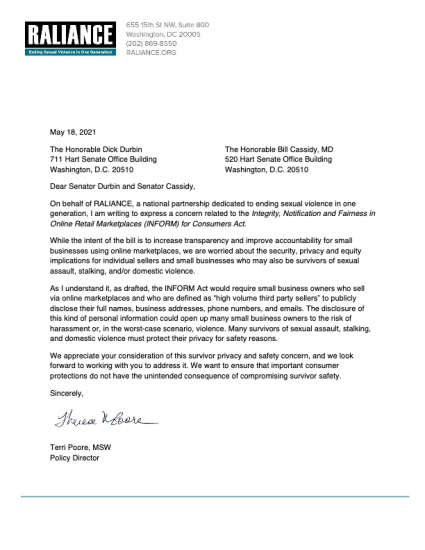 RALIANCE
Ending Sexual Violence in One Generation
655 15th St NW, Suite 800
Washington, DC 20005
(202) 869-8550
RALIANCE.ORG
May 18, 2021
The Honorable Dick Durbin
711 Hart Senate Office Building
Washington, D.C. 20510
The Honorable Bill Cassidy, MD
520 Hart Senate Office Building
Washington, D.C. 20510
Dear Senator Durbin and Senator Cassidy,
On behalf of RALIANCE, a national partnership dedicated to ending sexual violence in one
generation, I am writing to express a concern related to the Integrity, Notification and Fairness in
Online Retail Marketplaces (INFORM) for Consumers Act.
While the intent of the bill is to increase transparency and improve accountability for small
businesses using online marketplaces, we are worried about the security, privacy and equity
implications for individual sellers and small businesses who may also be survivors of sexual
assault, stalking, and/or domestic violence.
As I understand it, as drafted, the INFORM Act would require small business owners who sell
via online marketplaces and who are defined as “high volume third party sellers” to publicly
disclose their full names, business addresses, phone numbers, and emails. The disclosure of
this kind of personal information could open up many small business owners to the risk of
harassment or, in the worst-case scenario, violence. Many survivors of sexual assault, stalking,
and domestic violence must protect their privacy for safety reasons.
We appreciate your consideration of this survivor privacy and safety concern, and we look
forward to working with you to address it. We want to ensure that important consumer
protections do not have the unintended consequence of compromising survivor safety.
Sincerely,
Terri Poore, MSW
Policy Director